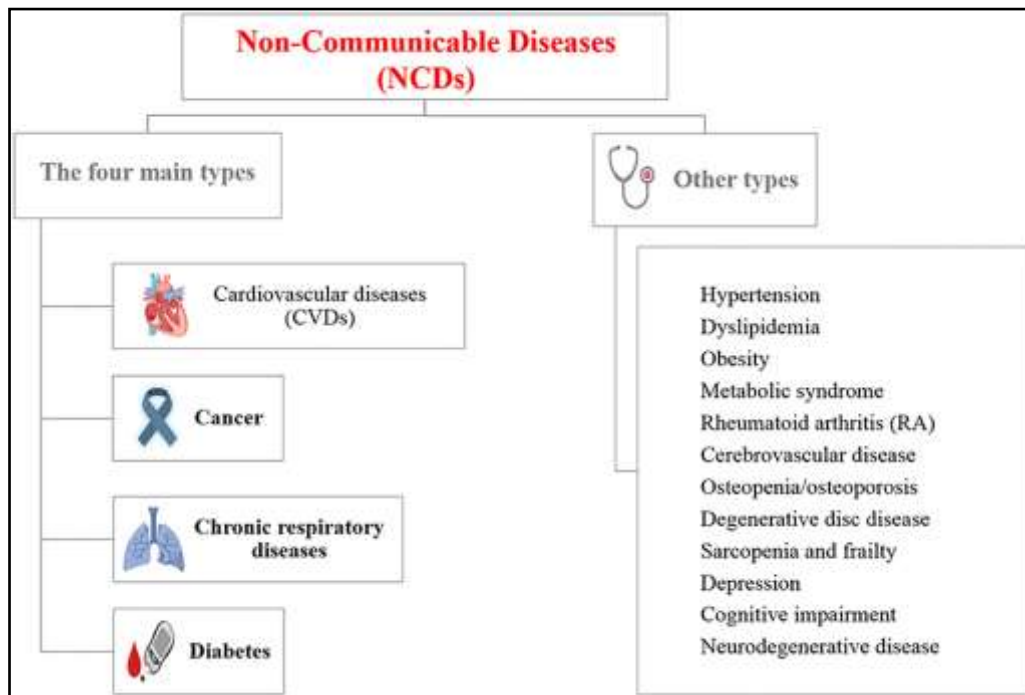 Non-Communicable Diseases
(NCDs)
The four main types
Cardiovascular diseases
(CVDs)
Cancer
Chronic respiratory
diseases
Diabetes
Other types
Hypertension
Dyslipidemia
Obesity
Metabolic syndrome
Rheumatoid arthritis (RA)
Cerebrovascular disease
Osteopenia/osteoporosis
Degenerative disc disease
Sarcopenia and frailty
Depression
Cognitive impairment
Neurodegenerative disease